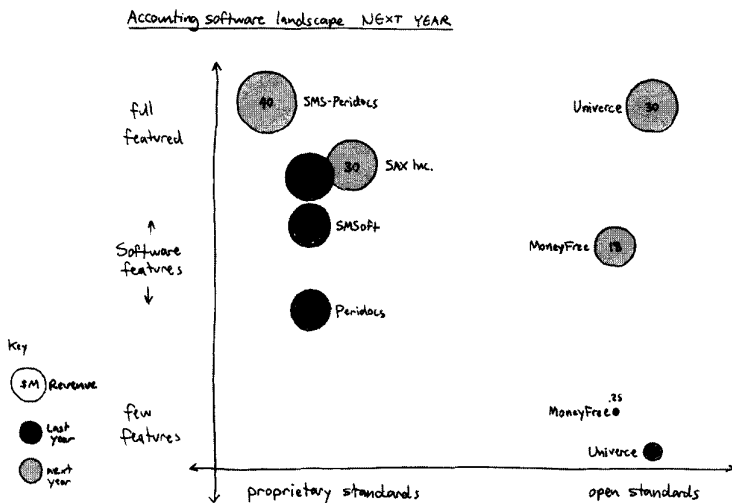 Accounting software landscape NEXT YEAR
full
featured
40
SMS-Peridocs
Univerce
30
30
SAX Inc.
SMSoft
Software
features
MoneyFree
18
Peridocs
Key
$M Revenue
Last
year
next
year
few
features
.25
MoneyFree
Univerce
proprietary standards
open standards